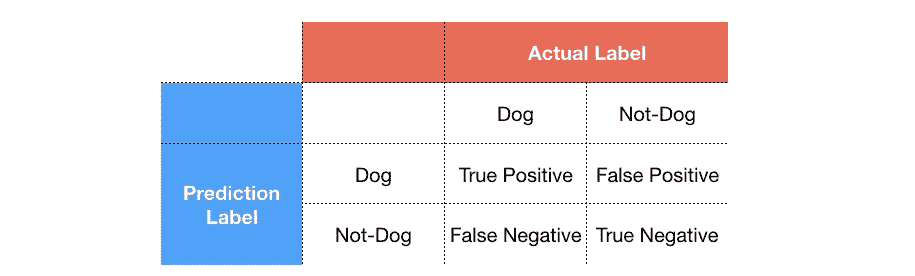 Actual Label
Dog Not-Dog
Prediction Label
Dog True Positive False Positive
Not-Dog False Negative True Negative